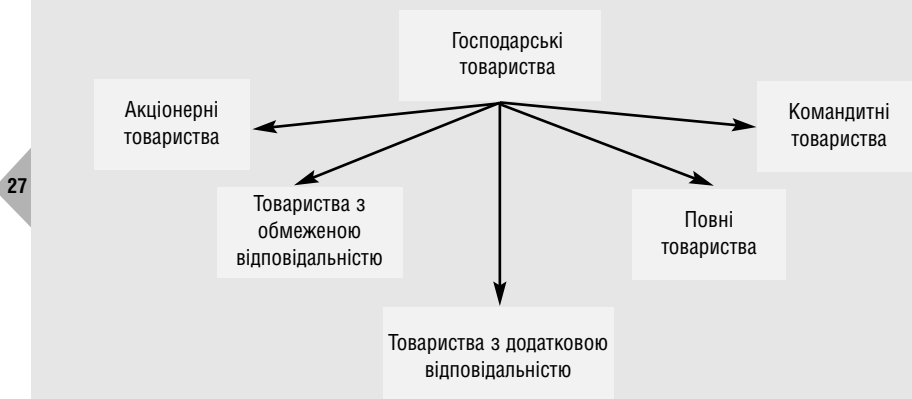 Господарські
товариства
Акціонерні
товариства
Командитні
товариства
27
Товариства з
обмеженою
відповідальністю
Повні
товариства
Товариства з додатковою
відповідальністю